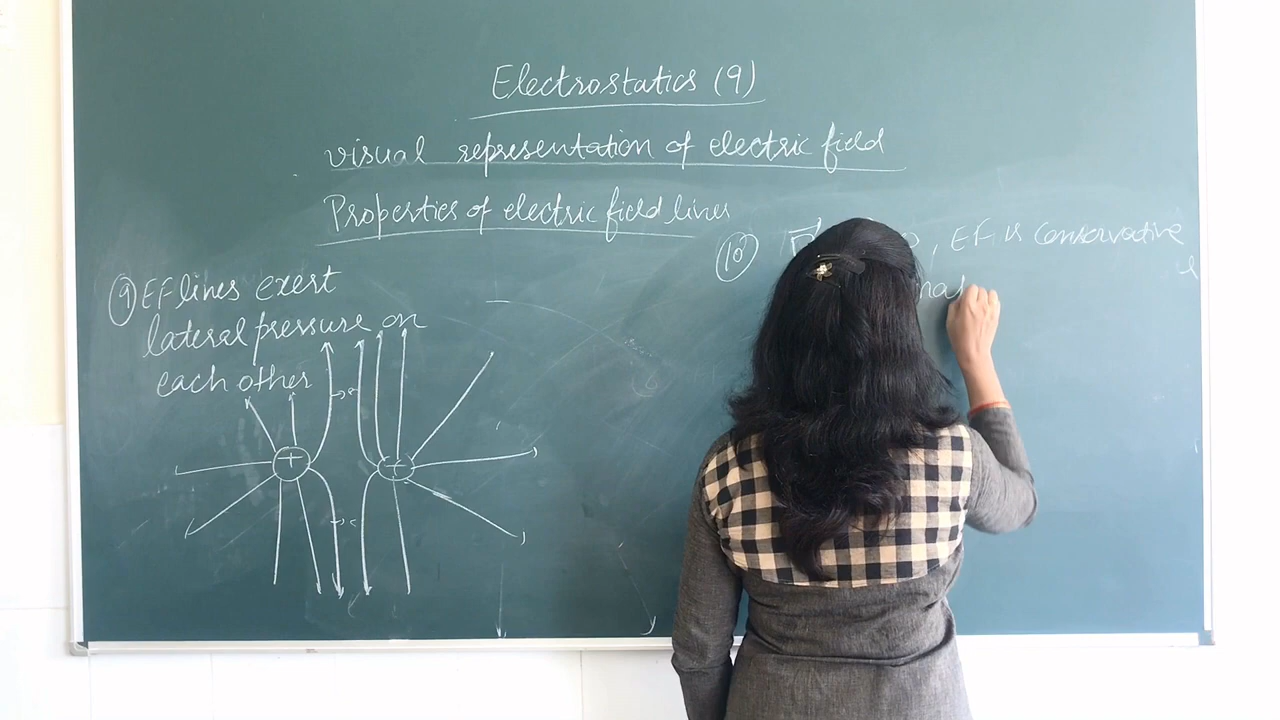 Electrostatics (9)
visual representation of electric field
Properties of electric field lines
(9) EF lines exert
lateral pressure on
each other
+ +
(10) , EF is conservative